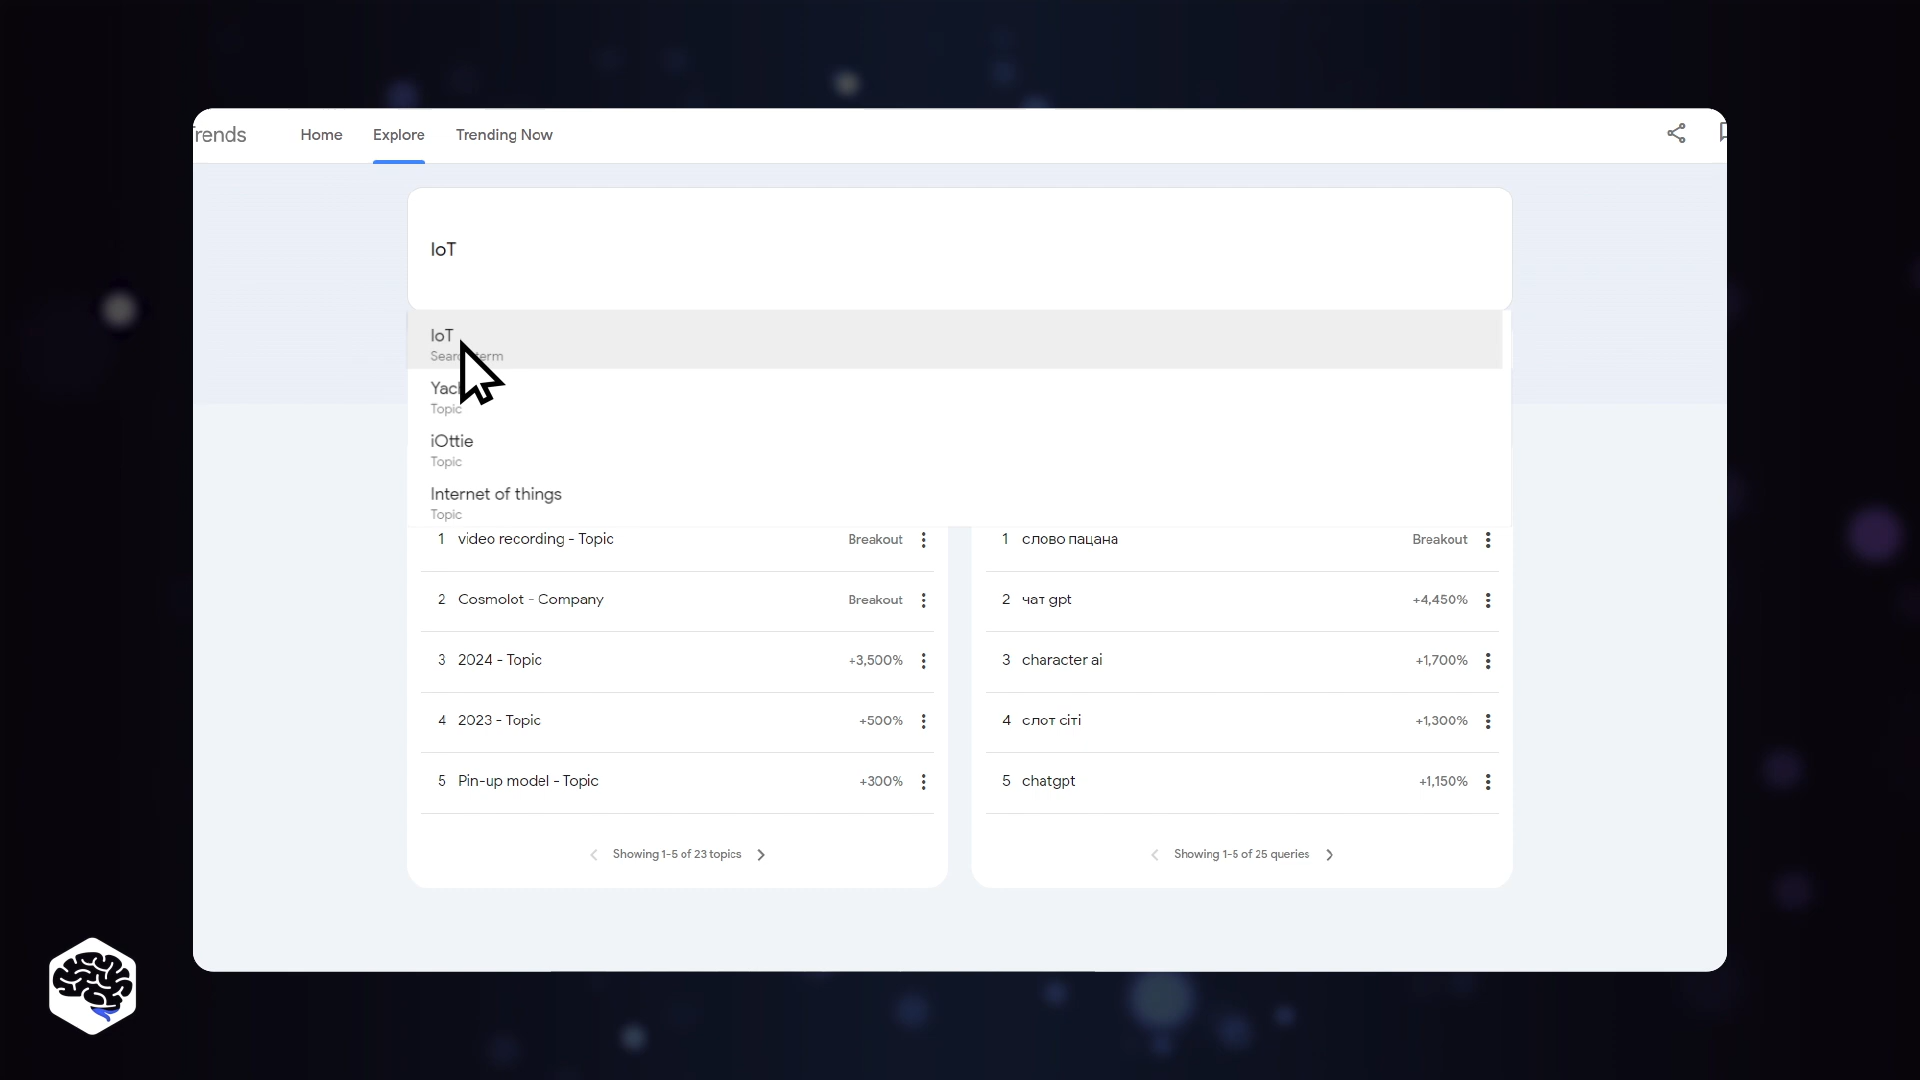 rends
Home
Explore
Trending Now
IoT
IoT
Topic
iOttie
Topic
Internet of things
Topic
1 video recording - Topic Breakout
2 Cosmolot - Company Breakout
3 2024 - Topic +3,500%
4 2023 - Topic +500%
5 Pin-up model - Topic +300%
Showing 1-5 of 23 topics
1 слово пацана Breakout
2 чат gpt +4,450%
3 character ai +1,700%
4 слот сіті +1,300%
5 chatgpt +1,150%
Showing 1-5 of 25 queries